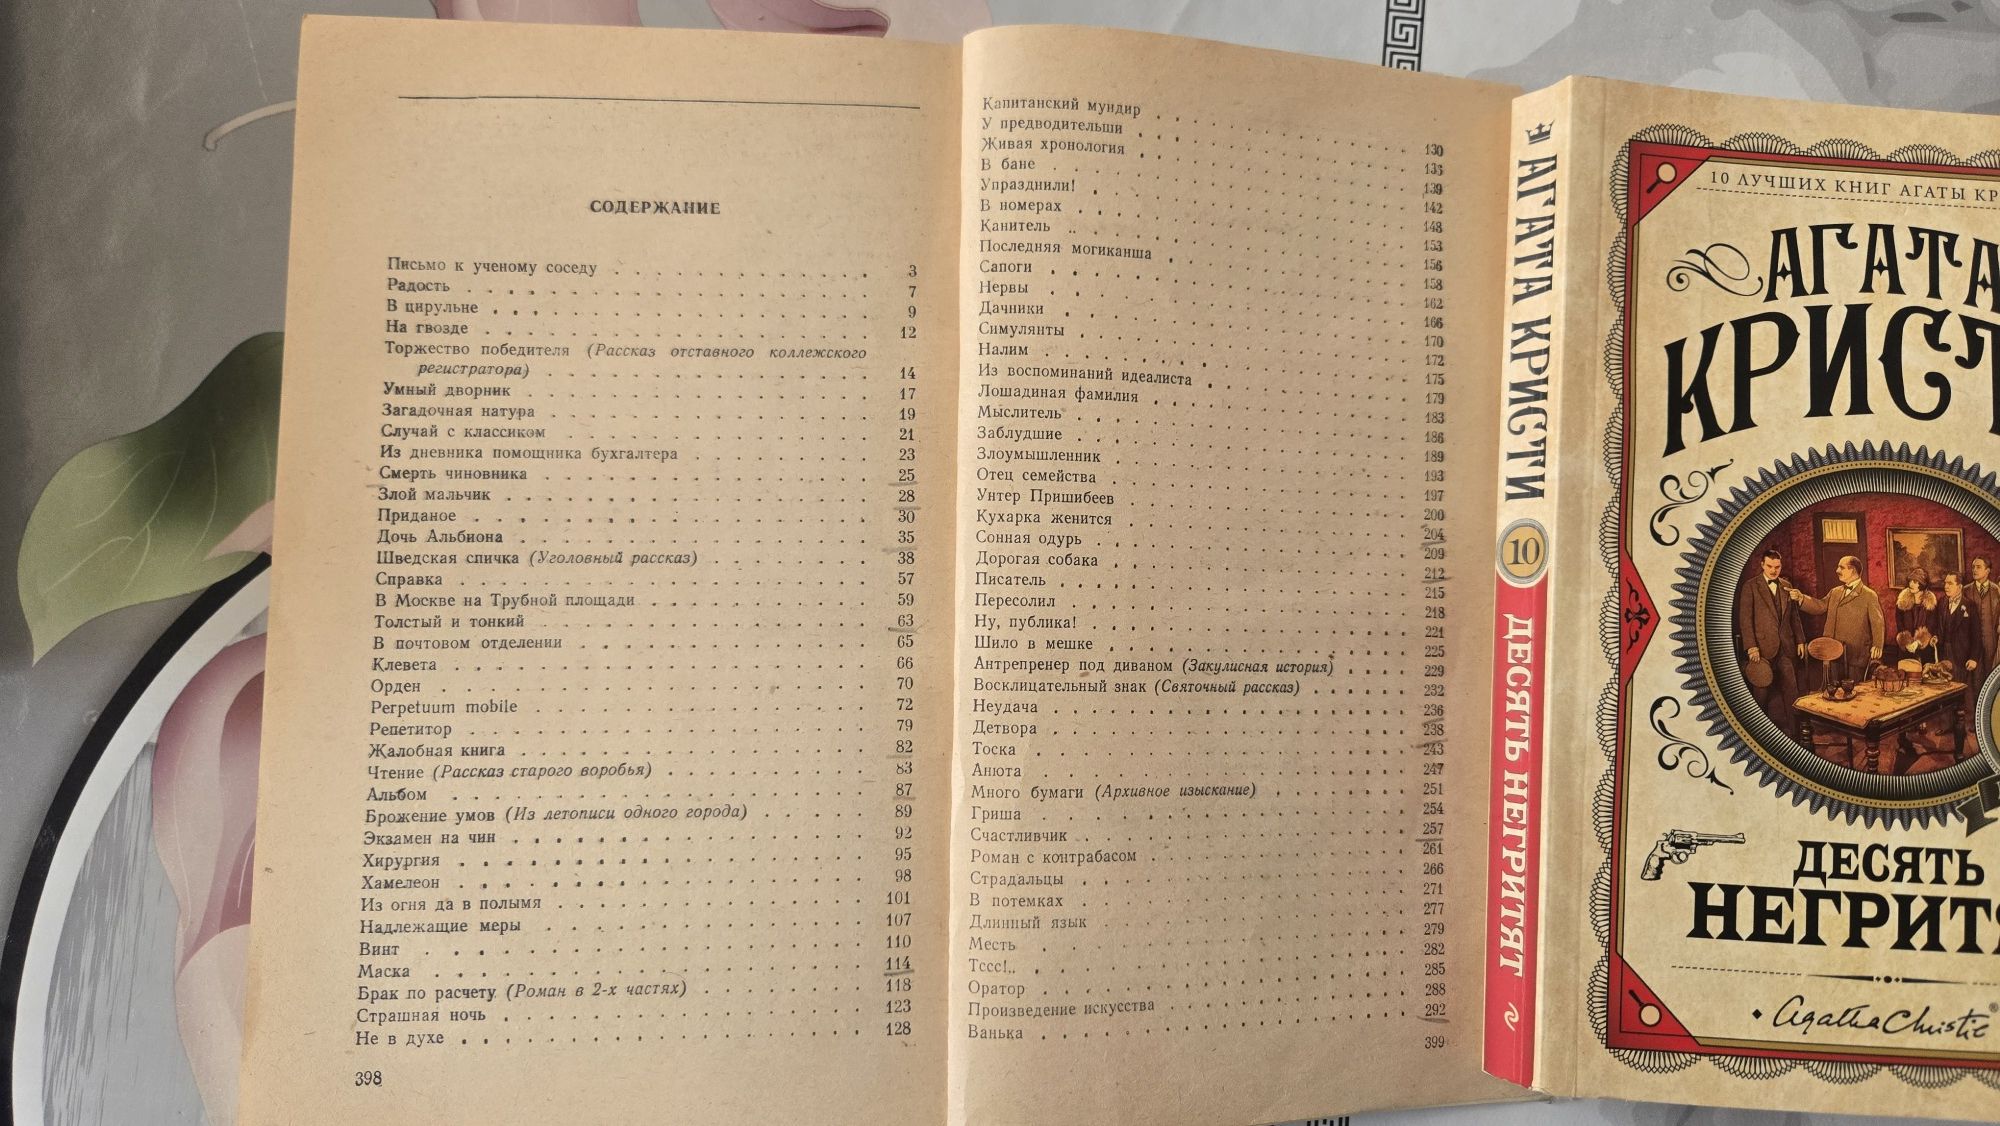 СОДЕРЖАНИЕ
Письмо к ученому соседу . . . . . . . . . . 3
Радость . . . . . . . . . . 7
В цирульне . . . . . . . . . . 9
На гвозде . . . . . . . . . . 12
Торжество победителя (Рассказ отставного коллежского
регистратора) . . . . . . . . . . 14
Умный дворник . . . . . . . . . . 17
Загадочная натура . . . . . . . . . . 19
Случай с классиком . . . . . . . . . . 21
Из дневника помощника бухгалтера . . . . . . . . 23
Смерть чиновника . . . . . . . . . . 25
Злой мальчик . . . . . . . . . . 28
Приданое . . . . . . . . . . 30
Дочь Альбиона . . . . . . . . . . 35
Шведская спичка (Уголовный рассказ) . . . . . . . 38
Справка . . . . . . . . . . 57
В Москве на Трубной площади . . . . . . . . 59
Толстый и тонкий . . . . . . . . . . 63
В почтовом отделении . . . . . . . . . . 65
Клевета . . . . . . . . . . 66
Орден . . . . . . . . . . 70
Perpetuum mobile . . . . . . . . . . 72
Репетитор . . . . . . . . . . 79
Жалобная книга . . . . . . . . . . 82
Чтение (Рассказ старого воробья) . . . . . . . . 83
Альбом . . . . . . . . . . 87
Брожение умов (Из летописи одного города) . . . . . 89
Экзамен на чин . . . . . . . . . . 92
Хирургия . . . . . . . . . . 95
Хамелеон . . . . . . . . . . 98
Из огня да в полымя . . . . . . . . . . 101
Надлежащие меры . . . . . . . . . . 107
Винт . . . . . . . . . . 110
Маска . . . . . . . . . . 114
Брак по расчету (Роман в 2-х частях) . . . . . . . 118
Страшная ночь . . . . . . . . . . 123
Не в духе . . . . . . . . . . 128
398
Капитанский мундир . . . . . . . . . . 130
У предводительши . . . . . . . . . .
Живая хронология . . . . . . . . . . 139
В бане . . . . . . . . . . 142
Упразднили! . . . . . . . . . . 148
В номерах . . . . . . . . . . 153
Канитель . . . . . . . . . . 156
Последняя могиканша . . . . . . . . . . 158
Сапоги . . . . . . . . . . 162
Нервы . . . . . . . . . . 166
Дачники . . . . . . . . . . 170
Симулянты . . . . . . . . . . 172
Налим . . . . . . . . . . 175
Из воспоминаний идеалиста . . . . . . . . . . 179
Лошадиная фамилия . . . . . . . . . . 183
Мыслитель . . . . . . . . . . 186
Заблудшие . . . . . . . . . . 189
Злоумышленник . . . . . . . . . . 193
Отец семейства . . . . . . . . . . 197
Унтер Пришибеев . . . . . . . . . . 200
Кухарка женится . . . . . . . . . . 204
Сонная одурь . . . . . . . . . . 209
Дорогая собака . . . . . . . . . . 212
Писатель . . . . . . . . . . 215
Пересолил . . . . . . . . . . 218
Ну, публика! . . . . . . . . . . 221
Шило в мешке . . . . . . . . . . 225
Антрепренер под диваном (Закулисная история) . . . . 229
Восклицательный знак (Святочный рассказ) . . . . . 232
Неудача . . . . . . . . . . 236
Детвора . . . . . . . . . . 238
Тоска . . . . . . . . . . 243
Анюта . . . . . . . . . . 247
Много бумаги (Архивное изыскание) . . . . . . 251
Гриша . . . . . . . . . . 254
Счастливчик . . . . . . . . . . 257
Роман с контрабасом . . . . . . . . . . 261
Страдальцы . . . . . . . . . . 266
В потемках . . . . . . . . . . 271
Длинный язык . . . . . . . . . . 277
Месть . . . . . . . . . . 279
Тссс!.. . . . . . . . . . . 282
Оратор . . . . . . . . . . 285
Произведение искусства . . . . . . . . . . 288
Ванька . . . . . . . . . . 292
399
АГАТА КРИСТИ
10
ДЕСЯТЬ НЕГРИТЯТ
10 ЛУЧШИХ КНИГ АГАТЫ КР
АГАТА
КРИСТ
ДЕСЯТЬ
НЕГРИТЯ
Agatha Christie®